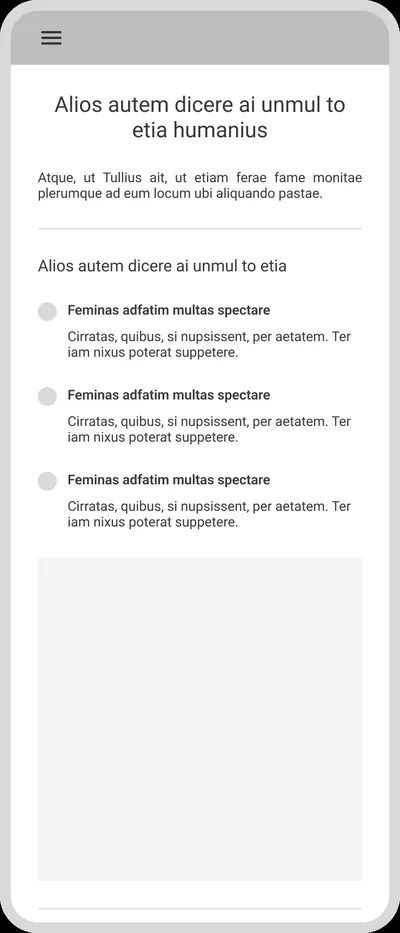 Alios autem dicere ai unmul to
etia humanius
Atque, ut Tullius ait, ut etiam ferae fame monitae
plerumque ad eum locum ubi aliquando pastae.
Alios autem dicere ai unmul to etia
Feminas adfatim multas spectare
Cirratas, quibus, si nupsissent, per aetatem. Ter
iam nixus poterat suppetere.
Feminas adfatim multas spectare
Cirratas, quibus, si nupsissent, per aetatem. Ter
iam nixus poterat suppetere.
Feminas adfatim multas spectare
Cirratas, quibus, si nupsissent, per aetatem. Ter
iam nixus poterat suppetere.